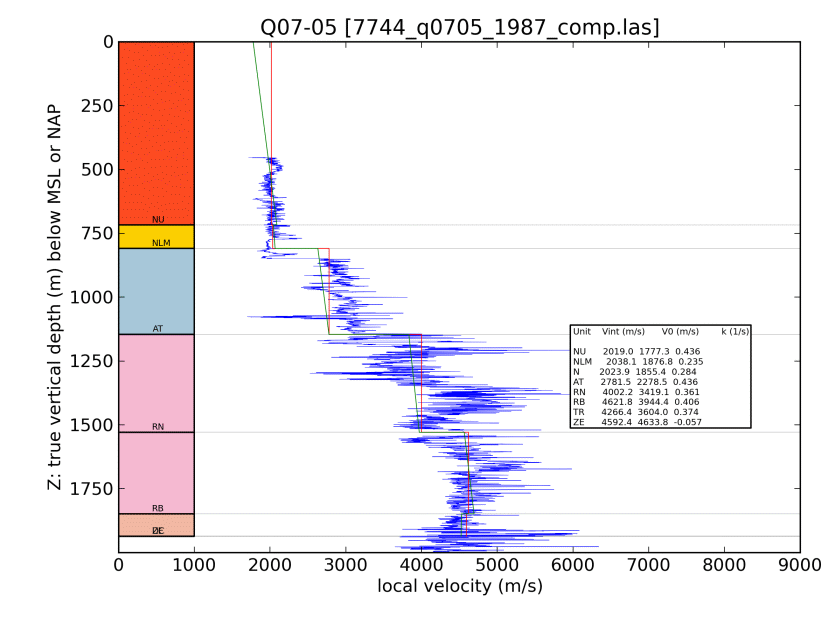 Q07-05 [7744_q0705_1987_comp.las]
Z: true vertical depth (m) below MSL or NAP
0
250
500
750
1000
1250
1500
1750
NU
NLM
AT
RN
RB
Unit Vint (m/s) V0 (m/s) k (1/s)
NU 2019.0 1777.3 0.436
NLM 2038.1 1876.8 0.235
N 2023.9 1855.4 0.284
AT 2781.5 2278.5 0.436
RN 4002.2 3419.1 0.361
RB 4621.8 3944.4 0.406
TR 4266.4 3604.0 0.374
ZE 4592.4 4633.8 -0.057
0 1000 2000 3000 4000 5000 6000 7000 8000 9000
local velocity (m/s)